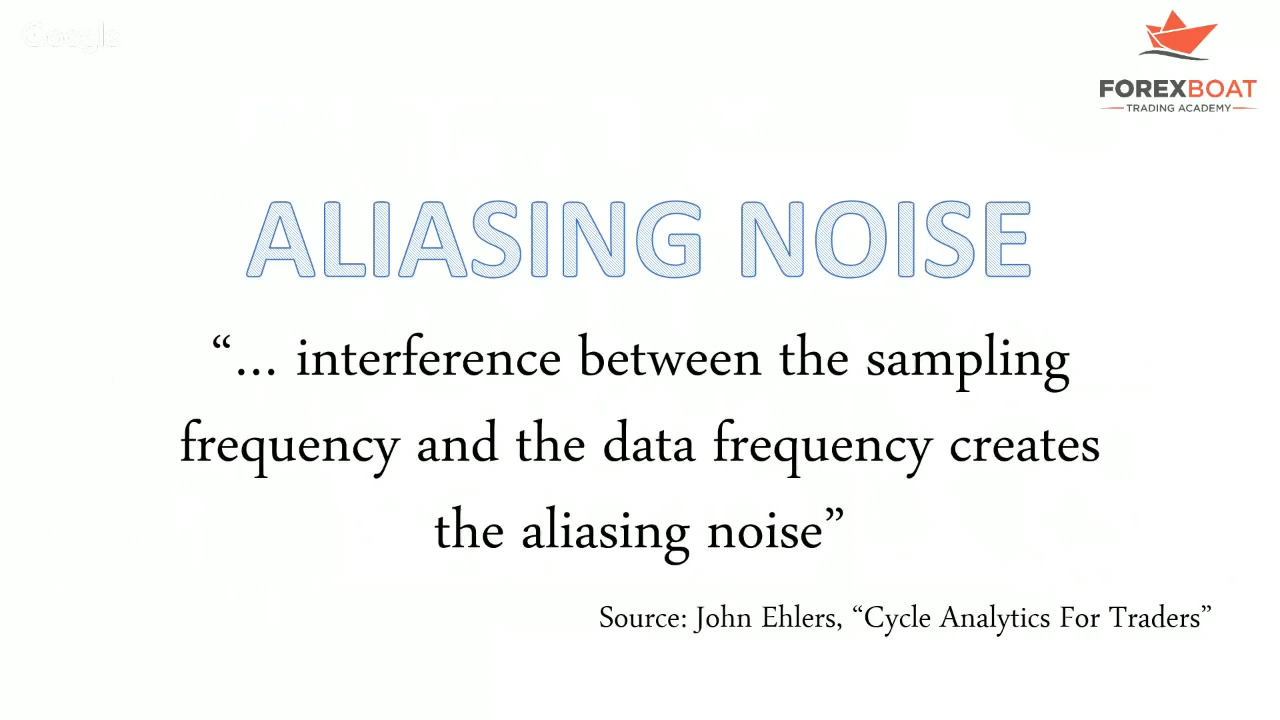 Google
FOREXBOAT
TRADING ACADEMY
ALIASING NOISE
“... interference between the sampling
frequency and the data frequency creates
the aliasing noise”
Source: John Ehlers, “Cycle Analytics For Traders”